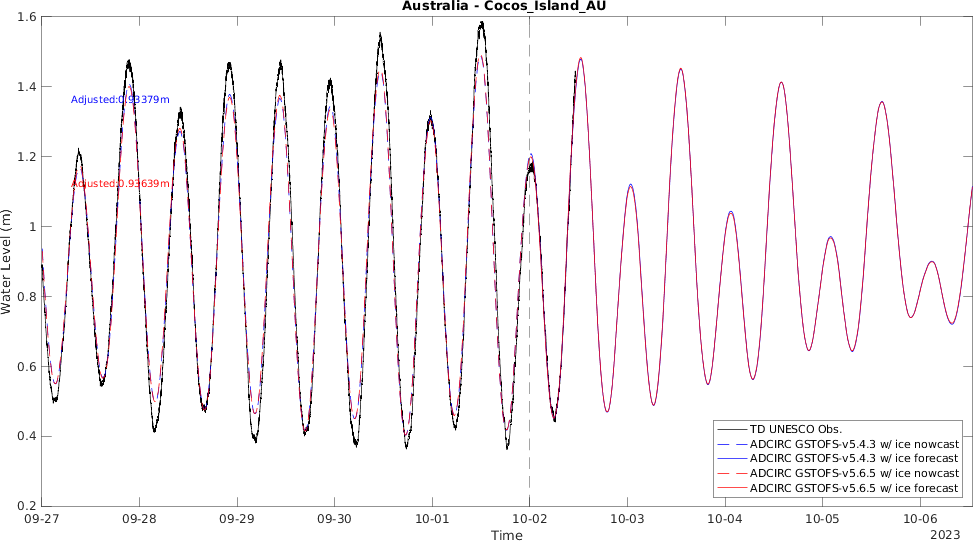 Australia - Cocos_Island_AU
1.6
1.4
1.2
1
0.8
0.6
0.4
0.2
Water Level (m)
Adjusted:0.93379m
Adjusted:0.93639m
TD UNESCO Obs.
ADCIRC GSTOFS-v5.4.3 w/ ice nowcast
ADCIRC GSTOFS-v5.4.3 w/ ice forecast
ADCIRC GSTOFS-v5.6.5 w/ ice nowcast
ADCIRC GSTOFS-v5.6.5 w/ ice forecast
09-27 09-28 09-29 09-30 10-01 10-02 10-03 10-04 10-05 10-06
Time
2023